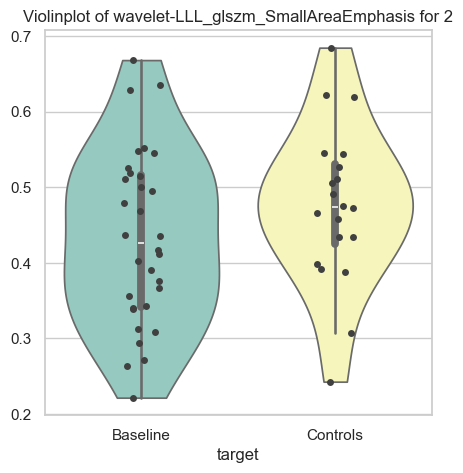 Violinplot of wavelet-LLL_glszm_SmallAreaEmphasis for 2
0.7
0.6
0.5
0.4
0.3
0.2
Baseline Controls
target